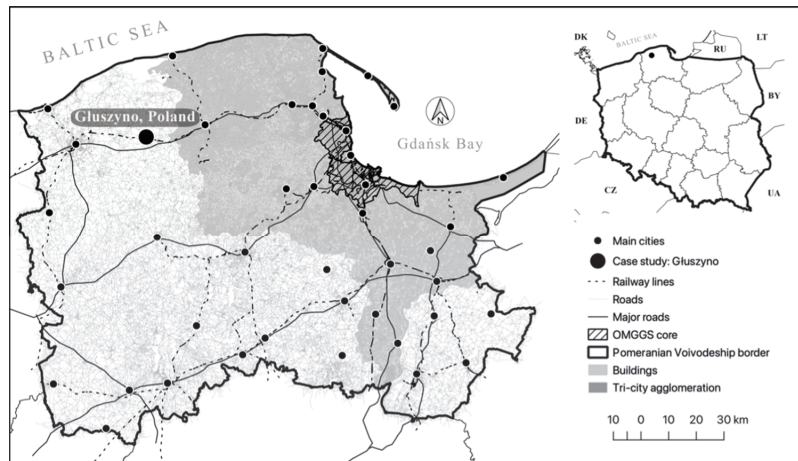 BALTIC SEA
Głuszyno, Poland
N
Gdańsk Bay
DK
BALTIC SEA
RU
LT
BY
DE
CZ
UA
Main cities
Case study: Głuszyno
Railway lines
Roads
Major roads
OMGGS core
Pomeranian Voivodeship border
Buildings
Tri-city agglomeration
10 0 10 20 30 km